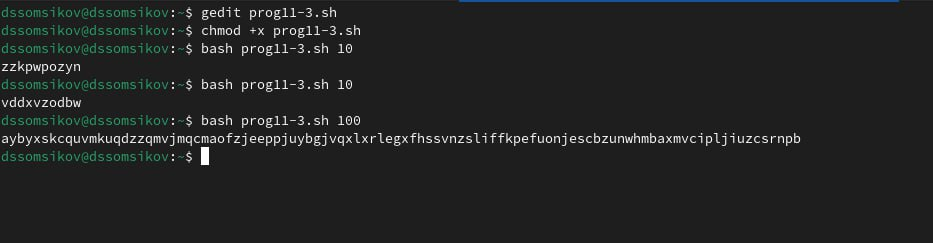 dssomsikov@dssomsikov:~$ gedit prog11-3.sh
dssomsikov@dssomsikov:~$ chmod +x prog11-3.sh
dssomsikov@dssomsikov:~$ bash prog11-3.sh 10
zzkpwpozyn
dssomsikov@dssomsikov:~$ bash prog11-3.sh 10
vddxvzodbw
dssomsikov@dssomsikov:~$ bash prog11-3.sh 100
aybyxskcquvmkuqdzzqmvjmqcmaofzjeeppjuybgjvqxlxrlegxfhssvnzsliffkpefuonjescbzunwhmbaxmvcipljiuzcsrnpb
dssomsikov@dssomsikov:~$